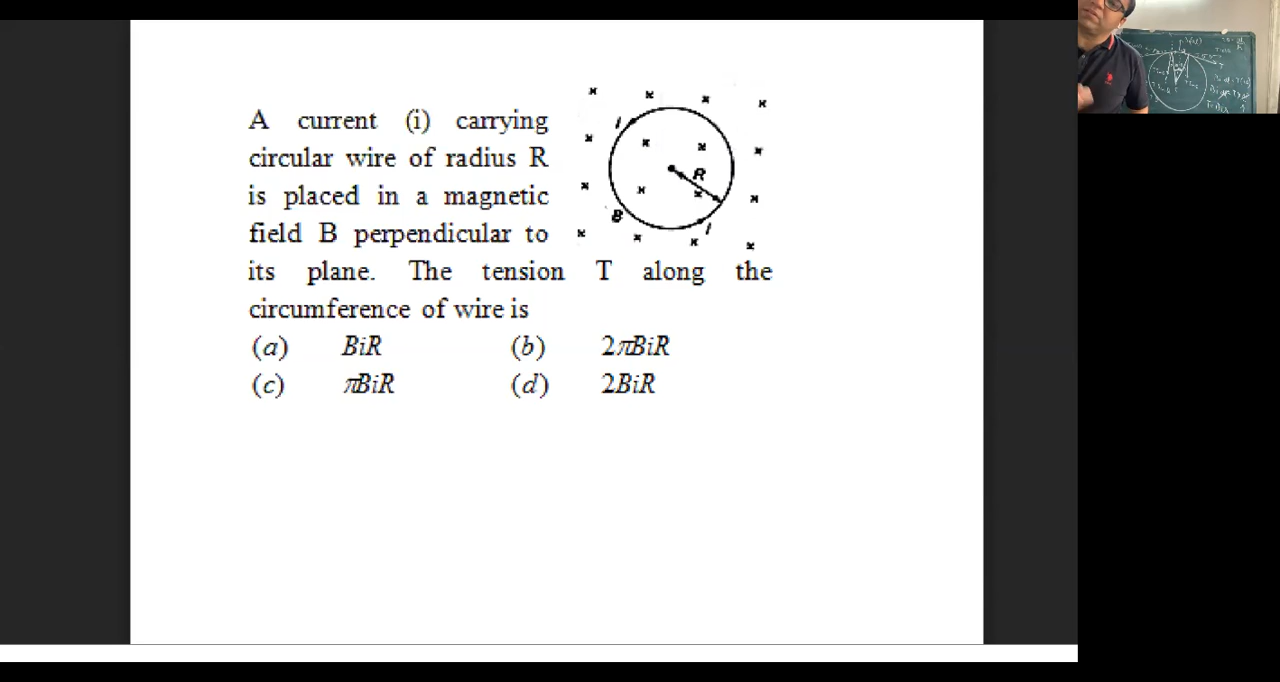 A current (i) carrying
circular wire of radius R
is placed in a magnetic
field B perpendicular to
its plane. The tension T along the
circumference of wire is
(a) BiR (b) 2πBiR
(c) πBiR (d) 2BiR
R
B